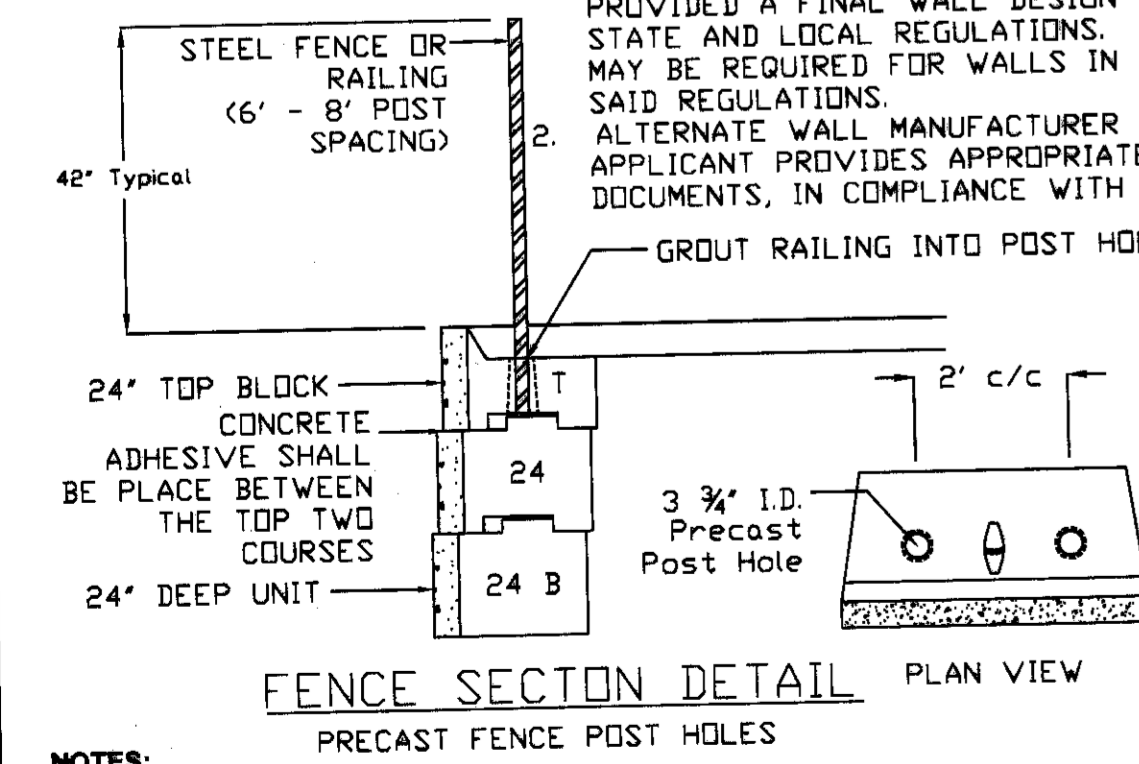 PROVIDED A FINAL WALL DESIGN
STATE AND LOCAL REGULATIONS.
MAY BE REQUIRED FOR WALLS IN
SAID REGULATIONS.
2. ALTERNATE WALL MANUFACTURER
APPLICANT PROVIDES APPROPRIATE
DOCUMENTS, IN COMPLIANCE WITH
STEEL FENCE OR
RAILING
(6' - 8' POST
SPACING)
42" Typical
GROUT RAILING INTO POST
24" TOP BLOCK
CONCRETE
ADHESIVE SHALL
BE PLACE BETWEEN
THE TOP TWO
COURSES
24" DEEP UNIT
T
24
24 B
2' c/c
3 3/4" I.D.
Precast
Post Hole
FENCE SECTON DETAIL
PLAN VIEW
PRECAST FENCE POST HOLES
NOTES: